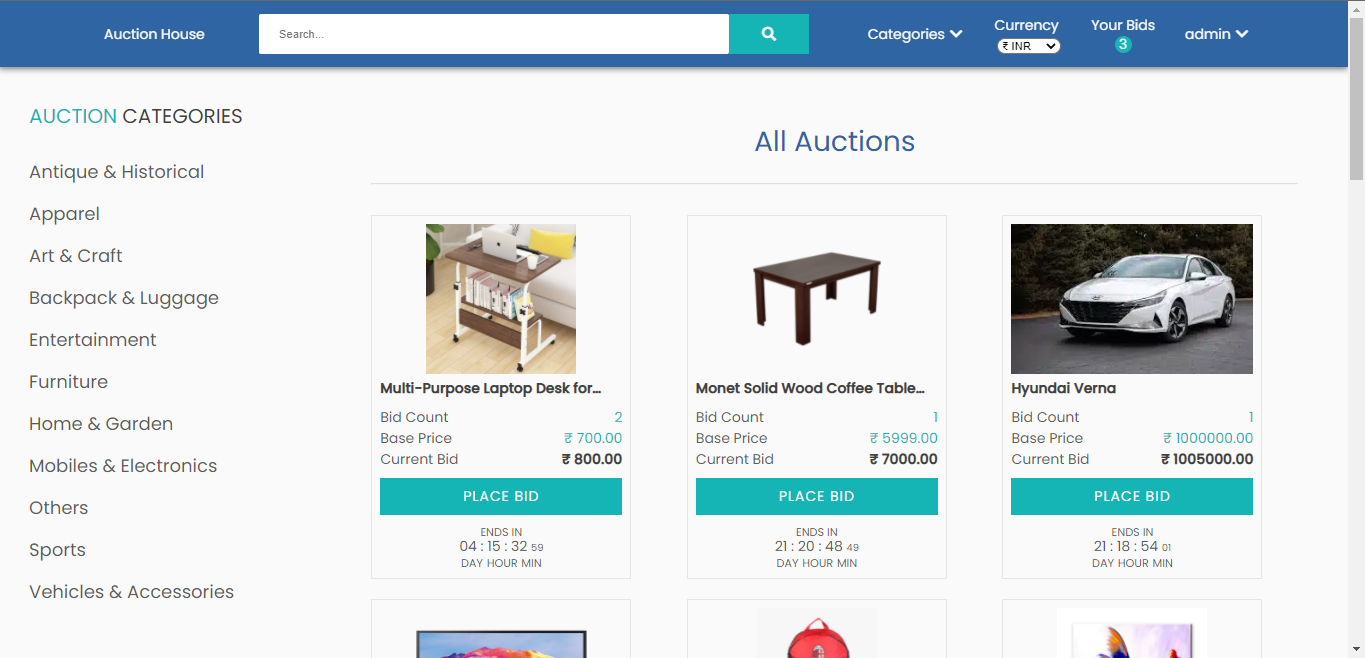 Auction House
Search...
Categories
Currency
₹ INR
Your Bids
3
admin
AUCTION CATEGORIES
Antique & Historical
Apparel
Art & Craft
Backpack & Luggage
Entertainment
Furniture
Home & Garden
Mobiles & Electronics
Others
Sports
Vehicles & Accessories
All Auctions
Multi-Purpose Laptop Desk for...
Bid Count 2
Base Price ₹ 700.00
Current Bid ₹ 800.00
PLACE BID
ENDS IN
04 : 15 : 32 59
DAY HOUR MIN
Monet Solid Wood Coffee Table...
Bid Count 1
Base Price ₹ 5999.00
Current Bid ₹ 7000.00
PLACE BID
ENDS IN
21 : 20 : 48 49
DAY HOUR MIN
Hyundai Verna
Bid Count 1
Base Price ₹ 1000000.00
Current Bid ₹ 1005000.00
PLACE BID
ENDS IN
21 : 18 : 54 01
DAY HOUR MIN